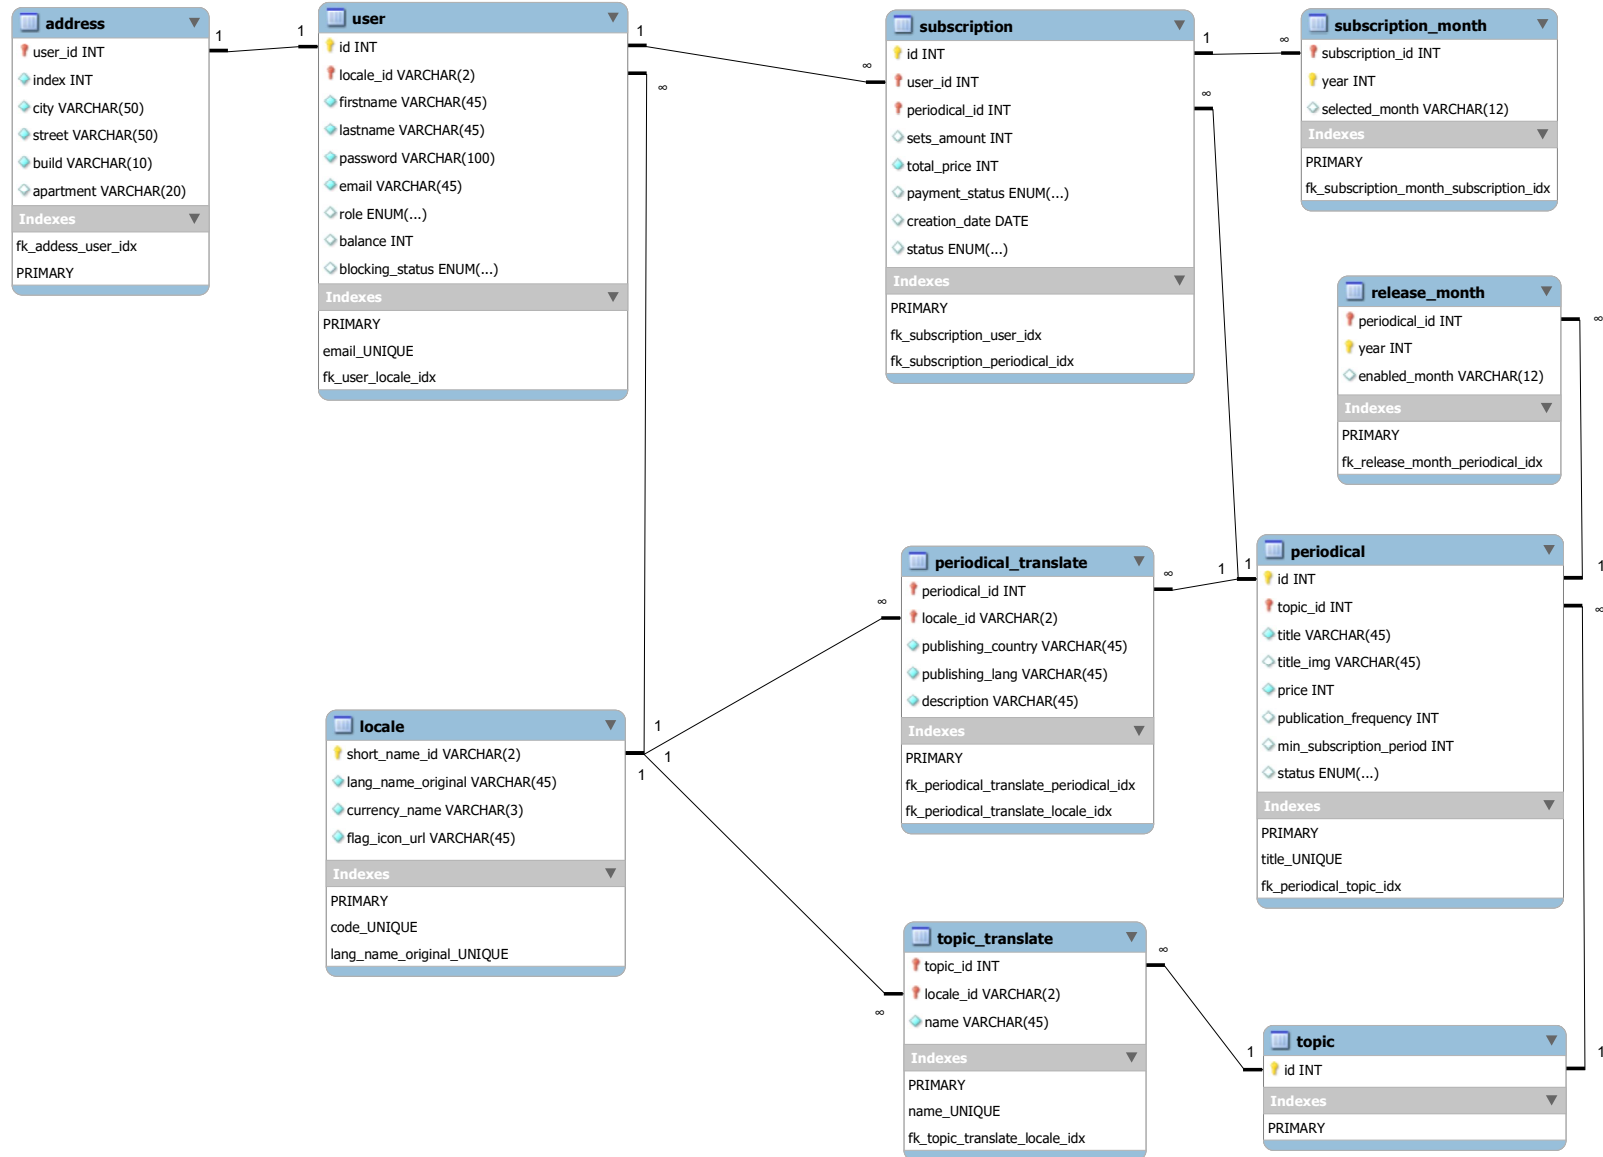 address
user_id INT
index INT
city VARCHAR(50)
street VARCHAR(50)
build VARCHAR(10)
apartment VARCHAR(20)
Indexes
fk_addess_user_idx
PRIMARY
1
1
user
id INT
locale_id VARCHAR(2)
firstname VARCHAR(45)
lastname VARCHAR(45)
password VARCHAR(100)
email VARCHAR(45)
role ENUM(...)
balance INT
blocking_status ENUM(...)
Indexes
PRIMARY
email_UNIQUE
fk_user_locale_idx
1
∞
∞
subscription
id INT
user_id INT
periodical_id INT
sets_amount INT
total_price INT
payment_status ENUM(...)
creation_date DATE
status ENUM(...)
Indexes
PRIMARY
fk_subscription_user_idx
fk_subscription_periodical_idx
1
∞
∞
subscription_month
subscription_id INT
year INT
selected_month VARCHAR(12)
Indexes
PRIMARY
fk_subscription_month_subscription_idx
release_month
periodical_id INT
year INT
enabled_month VARCHAR(12)
Indexes
PRIMARY
fk_release_month_periodical_idx
∞
periodical_translate
periodical_id INT
locale_id VARCHAR(2)
publishing_country VARCHAR(45)
publishing_lang VARCHAR(45)
description VARCHAR(45)
Indexes
PRIMARY
fk_periodical_translate_periodical_idx
fk_periodical_translate_locale_idx
∞
∞
1
1
periodical
id INT
topic_id INT
title VARCHAR(45)
title_img VARCHAR(45)
price INT
publication_frequency INT
min_subscription_period INT
status ENUM(...)
Indexes
PRIMARY
title_UNIQUE
fk_periodical_topic_idx
1
∞
locale
short_name_id VARCHAR(2)
lang_name_original VARCHAR(45)
currency_name VARCHAR(3)
flag_icon_url VARCHAR(45)
Indexes
PRIMARY
code_UNIQUE
lang_name_original_UNIQUE
1
1
1
topic_translate
topic_id INT
locale_id VARCHAR(2)
name VARCHAR(45)
Indexes
PRIMARY
name_UNIQUE
fk_topic_translate_locale_idx
∞
∞
1
topic
id INT
Indexes
PRIMARY
1